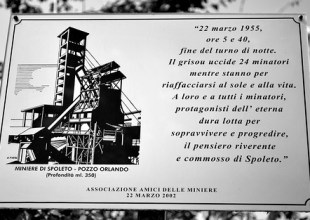 "22 marzo 1955,
ore 5 e 40,
fine del turno di notte.
Il grisou uccide 24 minatori
mentre stanno per
riaffacciarsi al sole e alla vita.
A loro e a tutti i minatori,
protagonisti dell' eterna
dura lotta per
sopravvivere e progredire,
il pensiero riverente
e commosso di Spoleto."
MINIERE DI SPOLETO - POZZO ORLANDO
(Profondità ml. 350)
ASSOCIAZIONE AMICI DELLE MINIERE
22 MARZO 2002